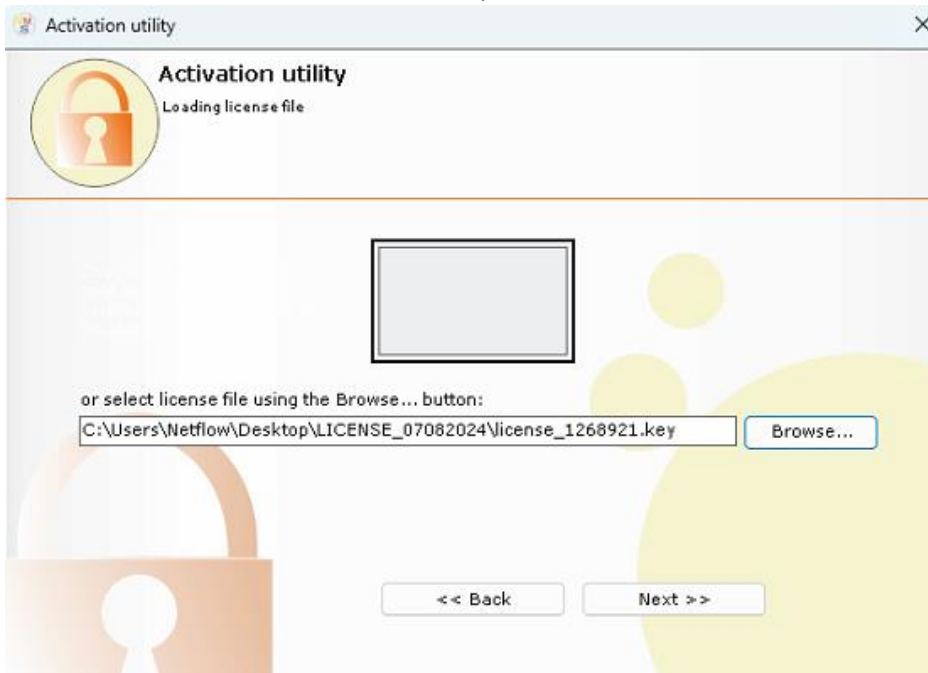 Activation utility
Activation utility
Loading license file
or select license file using the Browse... button:
C:\Users\Netflow\Desktop\LICENSE_07082024\license_1268921.key
Browse...
<< Back
Next >>